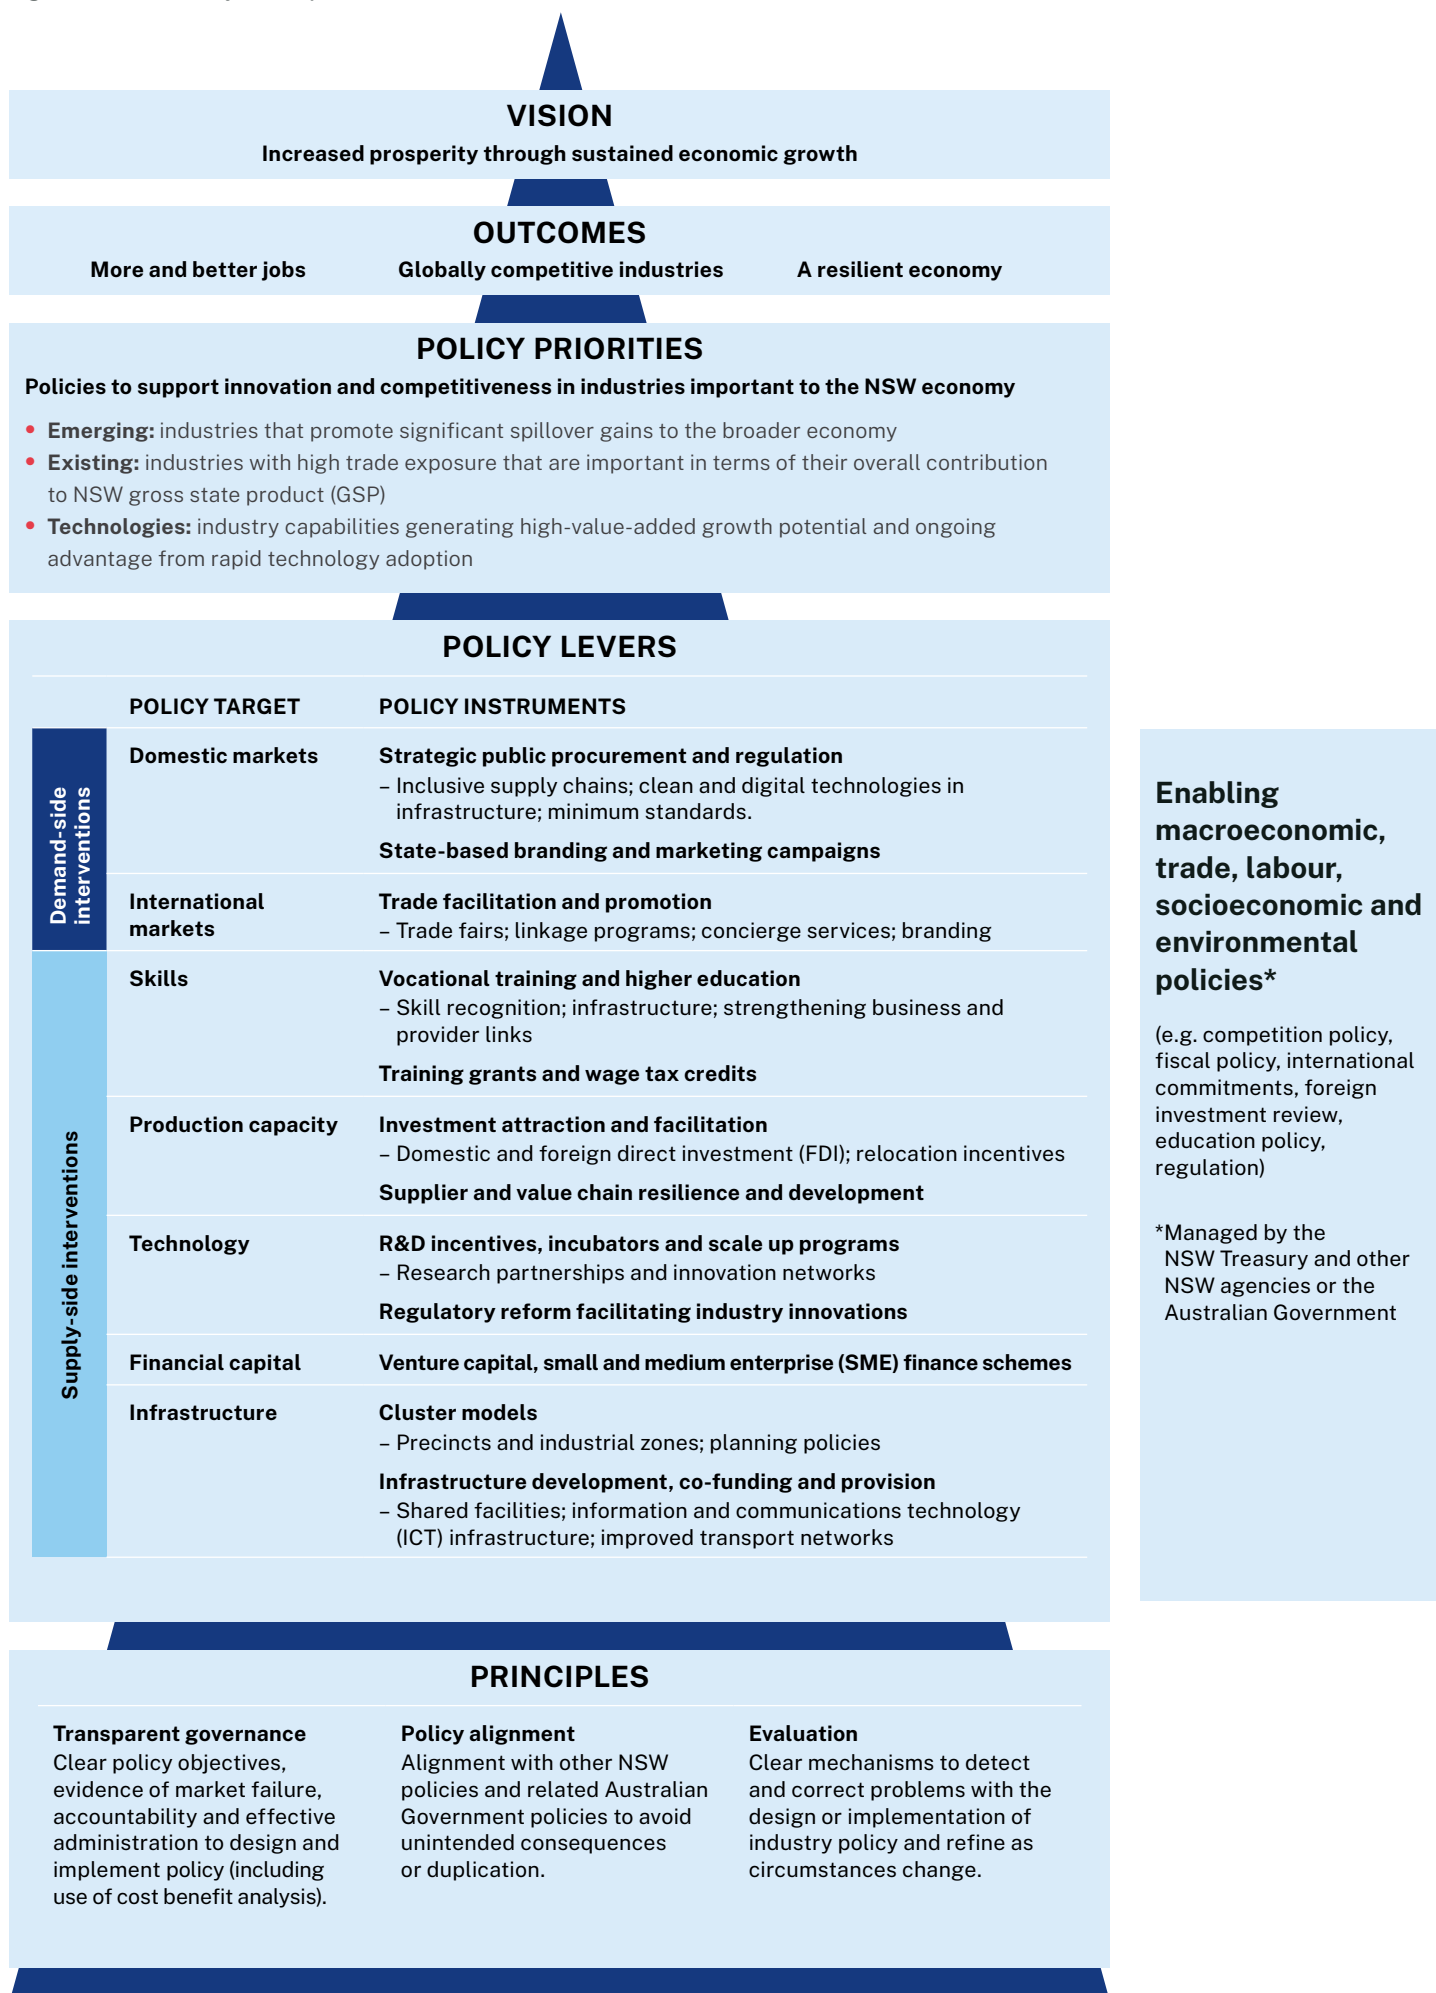 VISION
Increased prosperity through sustained economic growth
OUTCOMES
More and better jobs
Globally competitive industries
A resilient economy
POLICY PRIORITIES
Policies to support innovation and competitiveness in industries important to the NSW economy
• Emerging: industries that promote significant spillover gains to the broader economy
• Existing: industries with high trade exposure that are important in terms of their overall contribution
to NSW gross state product (GSP)
• Technologies: industry capabilities generating high-value-added growth potential and ongoing
advantage from rapid technology adoption
POLICY LEVERS
POLICY TARGET
POLICY INSTRUMENTS
Demand-side
interventions
Domestic markets
Strategic public procurement and regulation
– Inclusive supply chains; clean and digital technologies in
infrastructure; minimum standards.
State-based branding and marketing campaigns
International
markets
Trade facilitation and promotion
– Trade fairs; linkage programs; concierge services; branding
Supply-side interventions
Skills
Vocational training and higher education
– Skill recognition; infrastructure; strengthening business and
provider links
Training grants and wage tax credits
Production capacity
Investment attraction and facilitation
– Domestic and foreign direct investment (FDI); relocation incentives
Supplier and value chain resilience and development
Technology
R&D incentives, incubators and scale up programs
– Research partnerships and innovation networks
Regulatory reform facilitating industry innovations
Financial capital
Venture capital, small and medium enterprise (SME) finance schemes
Infrastructure
Cluster models
– Precincts and industrial zones; planning policies
Infrastructure development, co-funding and provision
– Shared facilities; information and communications technology
(ICT) infrastructure; improved transport networks
Enabling
macroeconomic,
trade, labour,
socioeconomic and
environmental
policies*
(e.g. competition policy,
fiscal policy, international
commitments, foreign
investment review,
education policy,
regulation)
*Managed by the
NSW Treasury and other
NSW agencies or the
Australian Government
PRINCIPLES
Transparent governance
Clear policy objectives,
evidence of market failure,
accountability and effective
administration to design and
implement policy (including
use of cost benefit analysis).
Policy alignment
Alignment with other NSW
policies and related Australian
Government policies to avoid
unintended consequences
or duplication.
Evaluation
Clear mechanisms to detect
and correct problems with the
design or implementation of
industry policy and refine as
circumstances change.